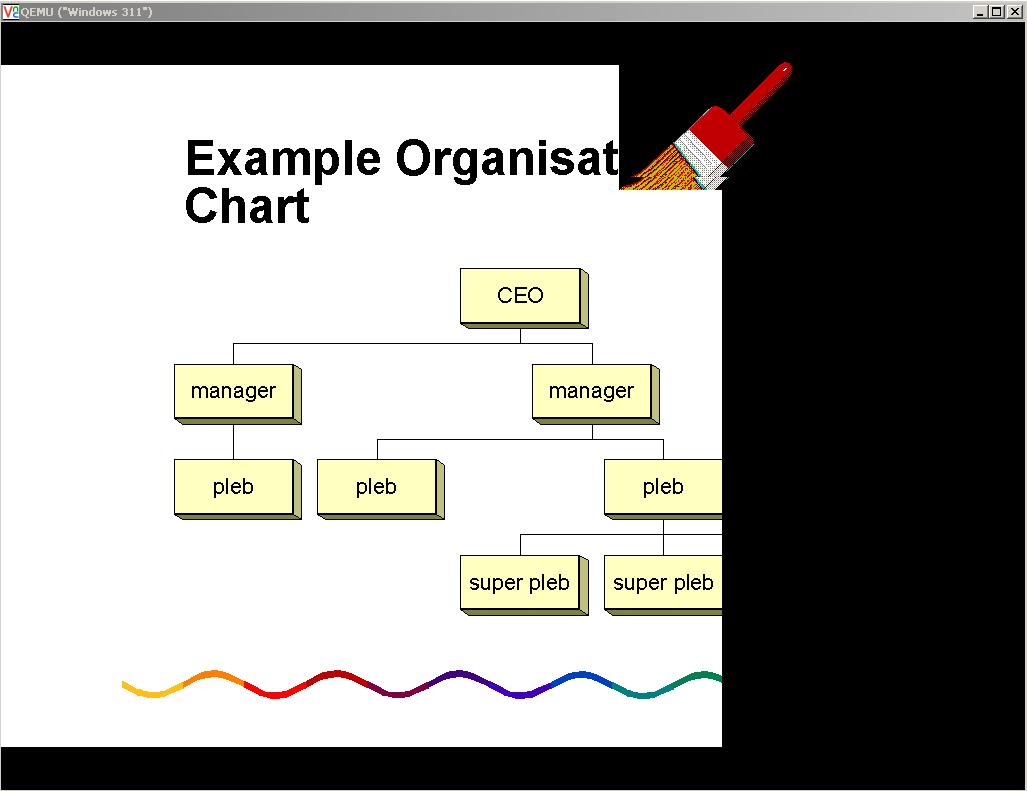 QEMU ("Windows 311")
Example Organisat
Chart
CEO
manager manager
pleb pleb pleb
super pleb super pleb